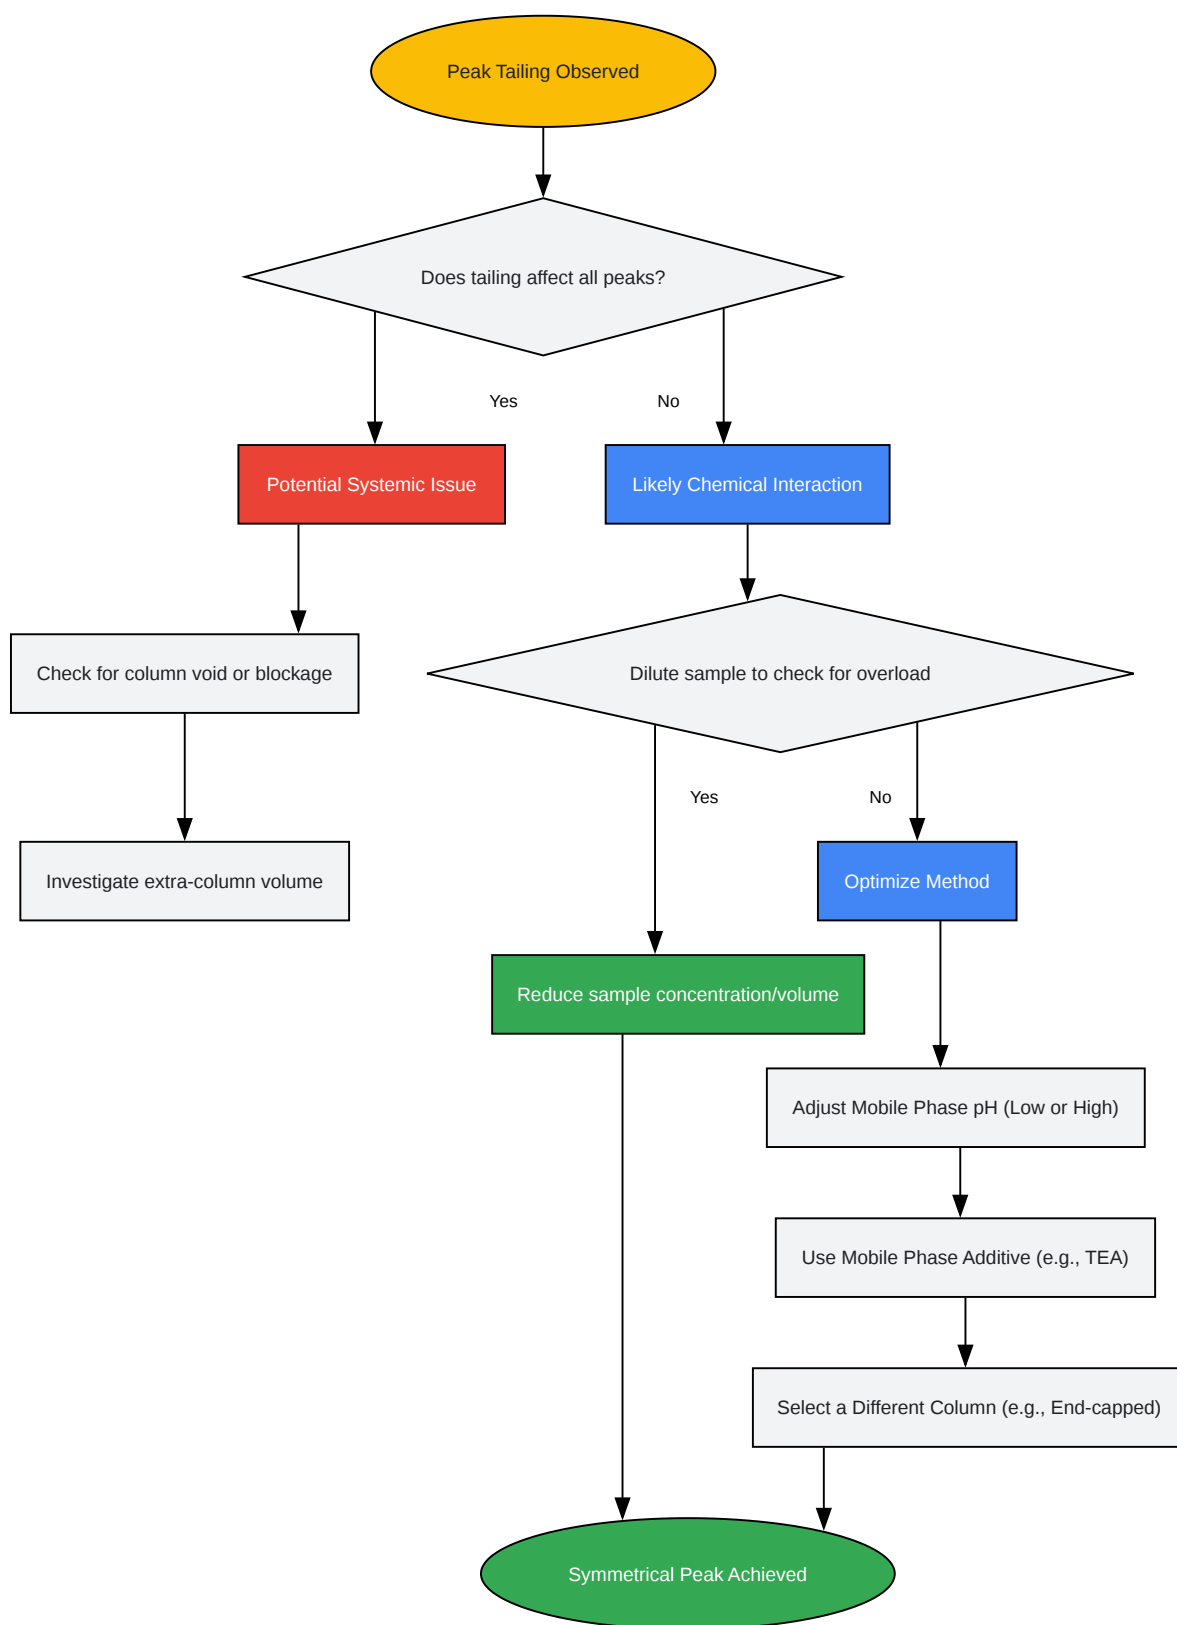 Peak Tailing Observed
Does tailing affect all peaks?
Yes
No
Potential Systemic Issue
Likely Chemical Interaction
Check for column void or blockage
Dilute sample to check for overload
Yes
No
Investigate extra-column volume
Optimize Method
Reduce sample concentration/volume
Adjust Mobile Phase pH (Low or High)
Use Mobile Phase Additive (e.g., TEA)
Select a Different Column (e.g., End-capped)
Symmetrical Peak Achieved